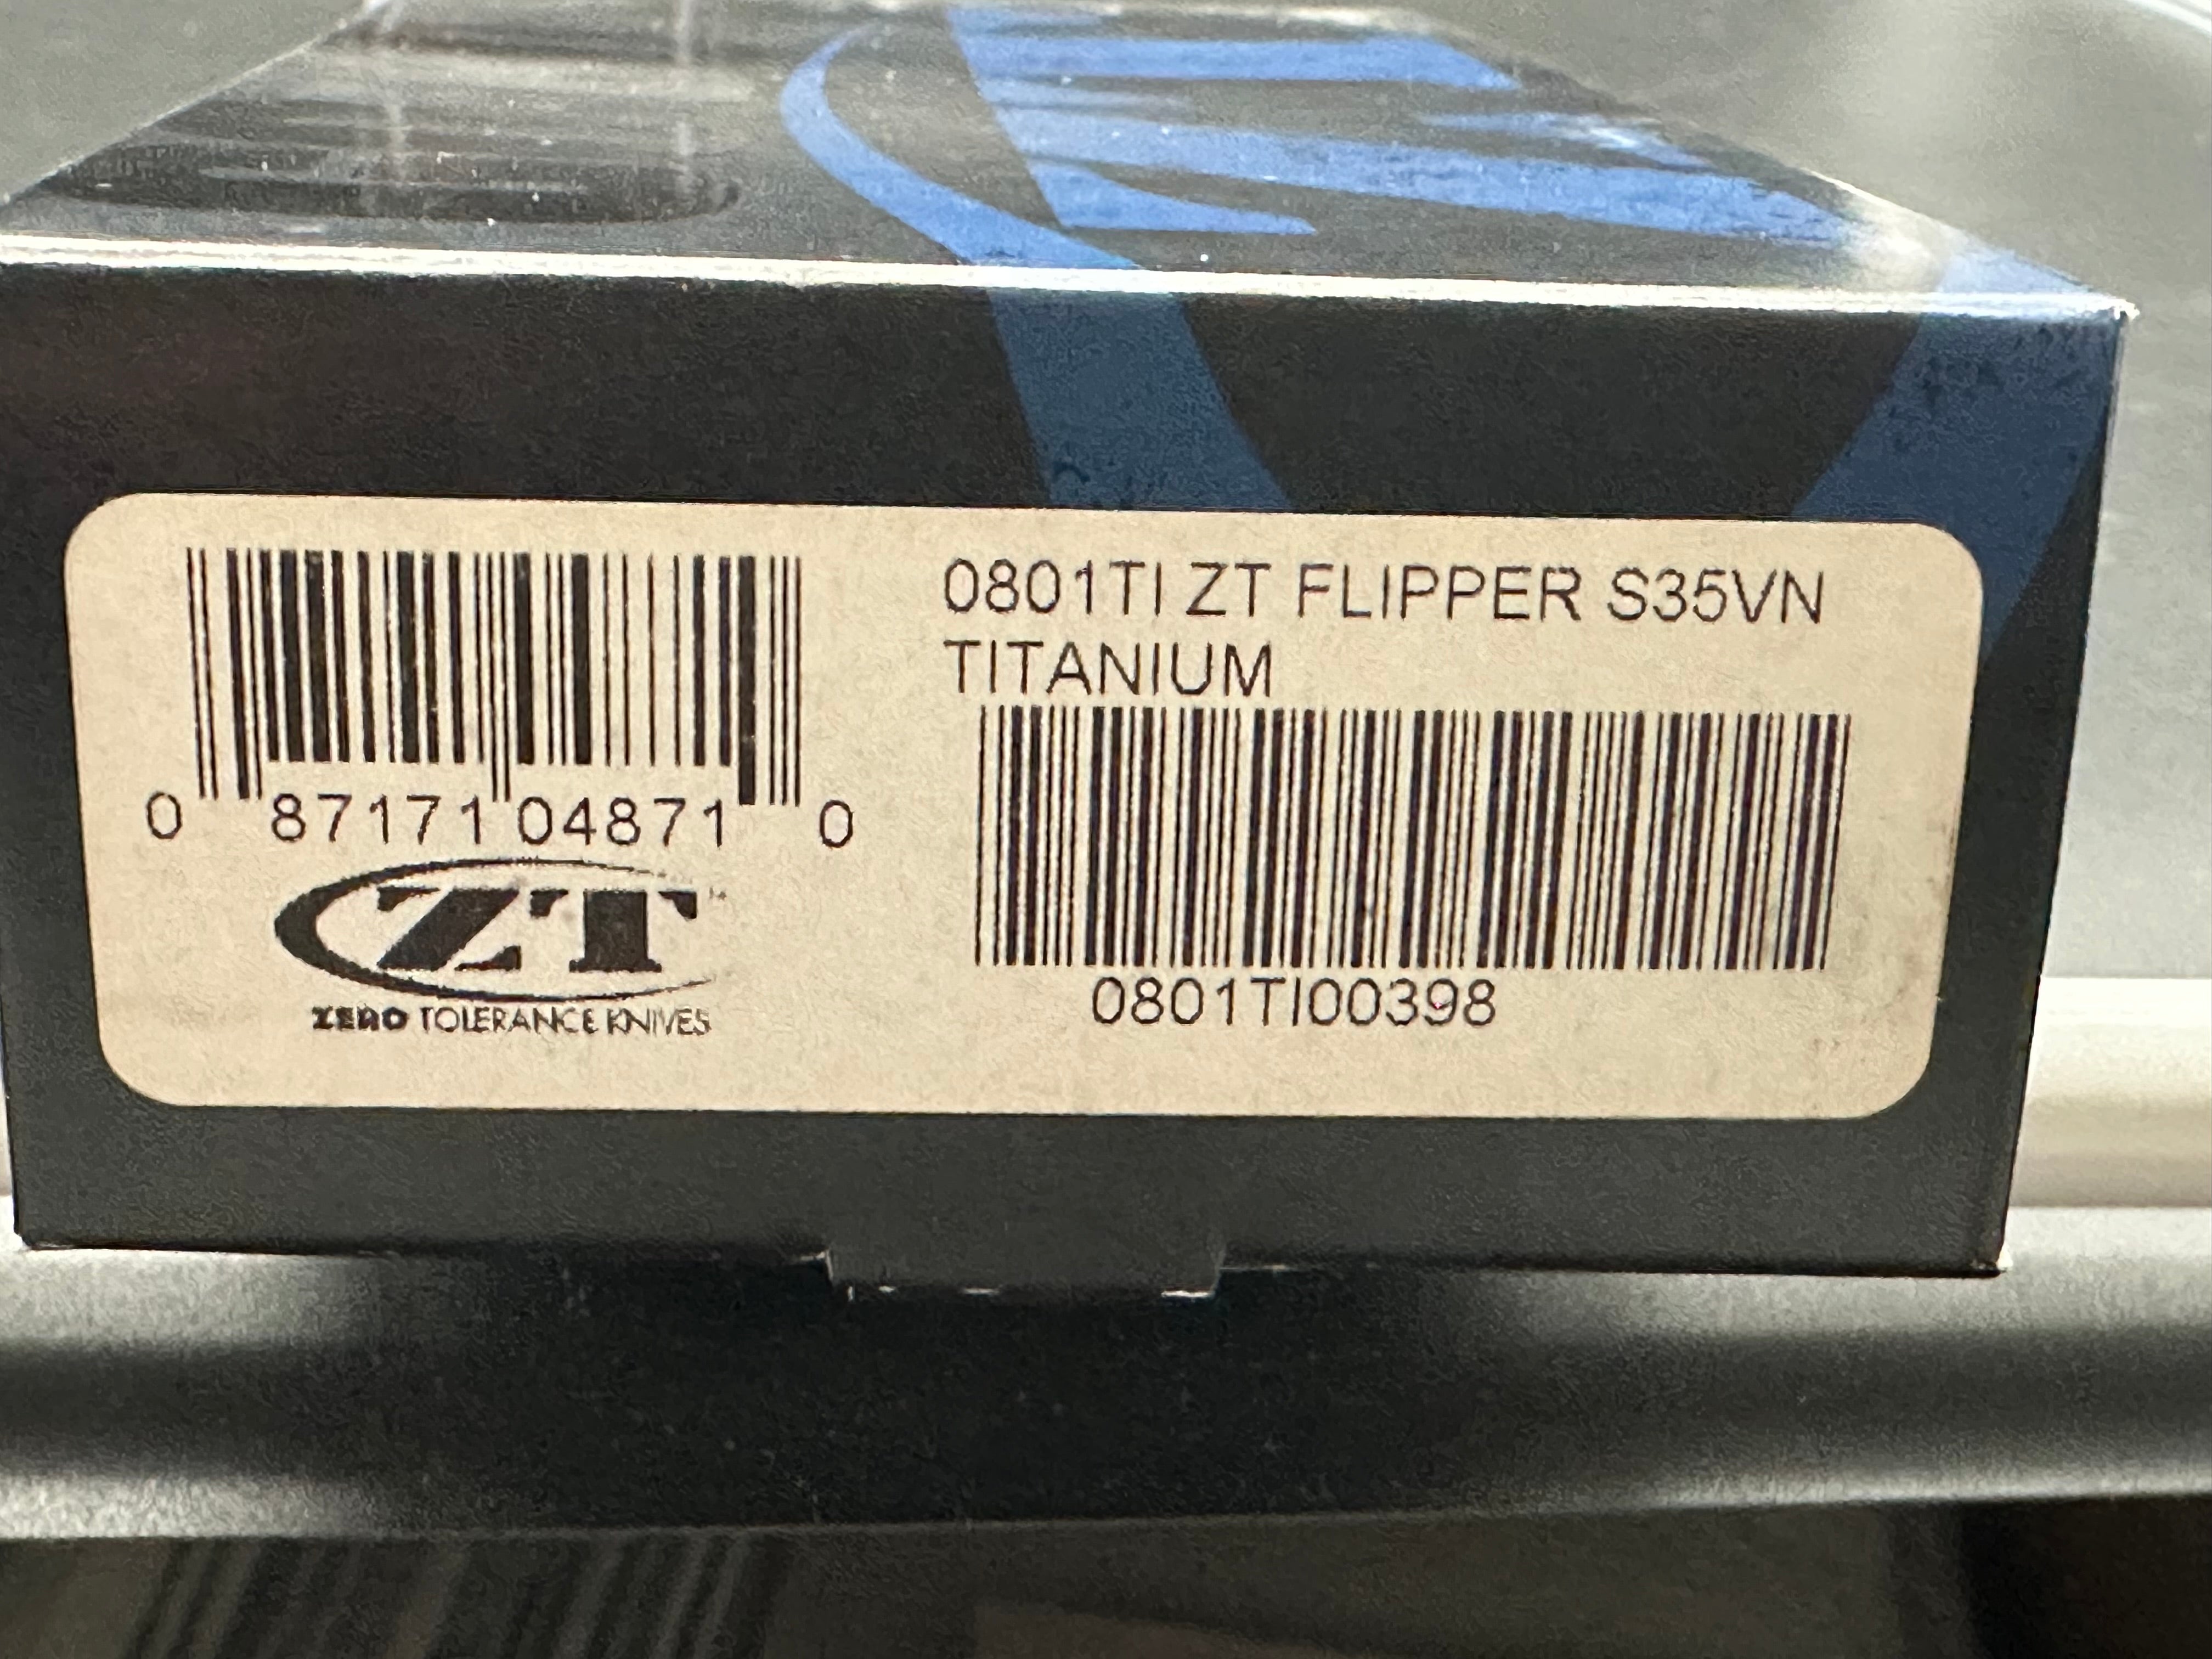 0801TI ZT FLIPPER S35VN
TITANIUM
0 87171 04871 0
0801TI00398
ZT
ZERO TOLERANCE KNIVES